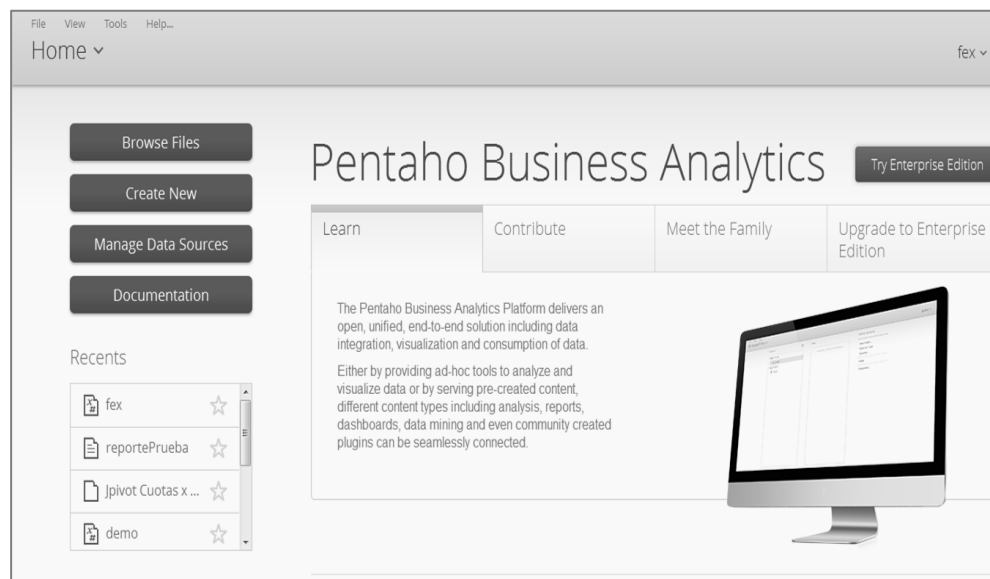 File View Tools Help...
Home
fex
Browse Files
Create New
Manage Data Sources
Documentation
Recents
fex
reportePrueba
Jpivot Cuotas x ...
demo
Pentaho Business Analytics
Try Enterprise Edition
Learn
Contribute
Meet the Family
Upgrade to Enterprise
Edition
The Pentaho Business Analytics Platform delivers an
open, unified, end-to-end solution including data
integration, visualization and consumption of data.
Either by providing ad-hoc tools to analyze and
visualize data or by serving pre-created content,
different content types including analysis, reports,
dashboards, data mining and even community created
plugins can be seamlessly connected.